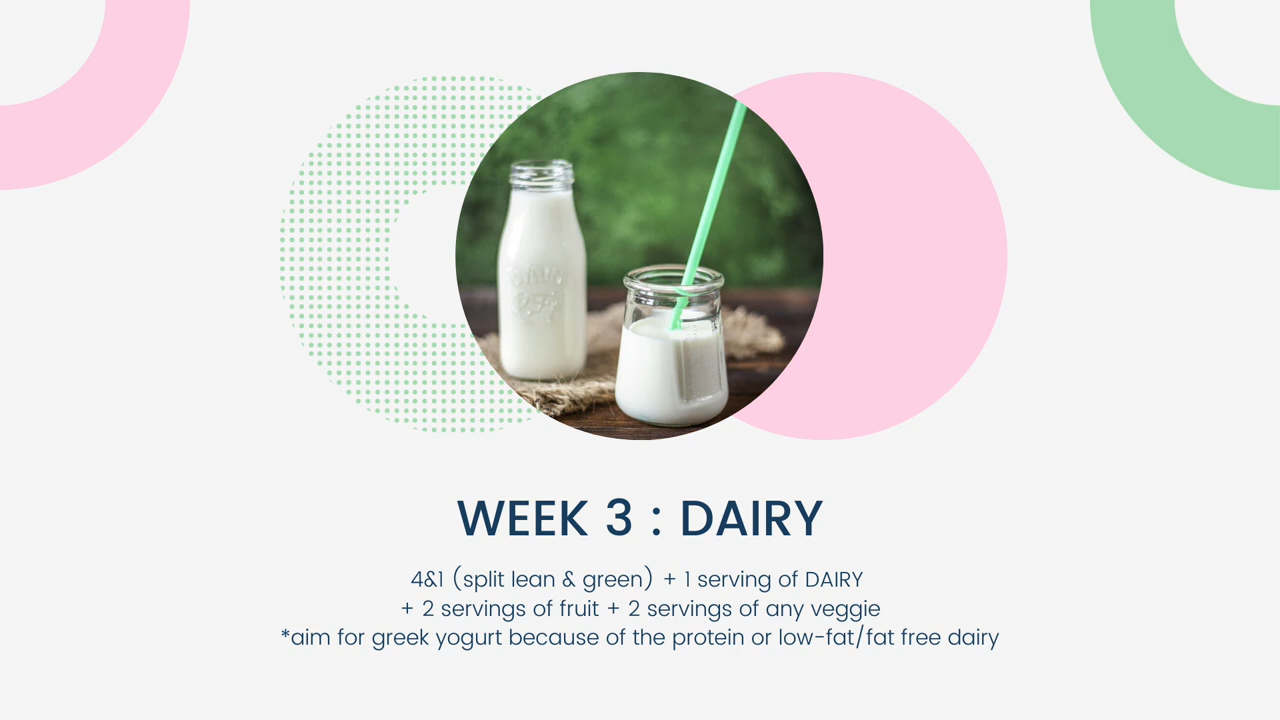 WEEK 3 : DAIRY
4&1 (split lean & green) + 1 serving of DAIRY
+ 2 servings of fruit + 2 servings of any veggie
*aim for greek yogurt because of the protein or low-fat/fat free dairy